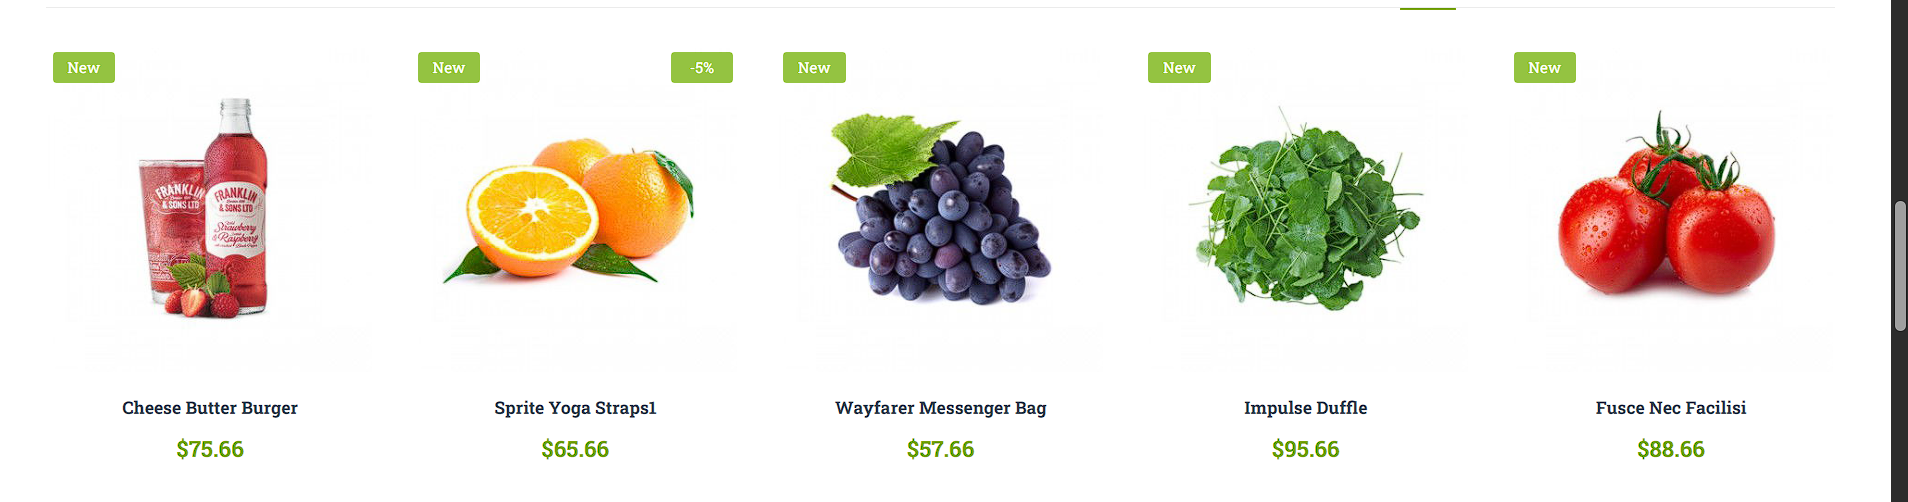 New
New
-5%
New
New
New
FRANKLIN
& SONS LTD
FRANKLIN
& SONS LTD
Strawberry
& Raspberry
Cheese Butter Burger
Sprite Yoga Straps1
Wayfarer Messenger Bag
Impulse Duffle
Fusce Nec Facilisi
$75.66
$65.66
$57.66
$95.66
$88.66